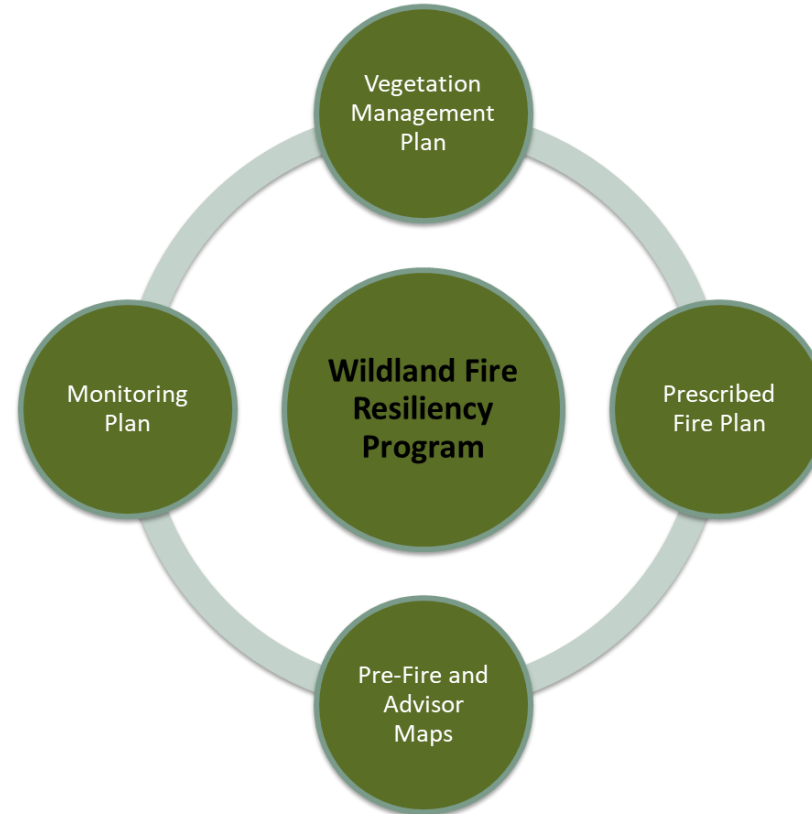 Vegetation
Management
Plan
Monitoring
Plan
Wildland Fire
Resiliency
Program
Prescribed
Fire Plan
Pre-Fire and
Advisor
Maps